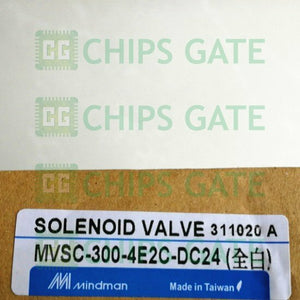 CHIPS GATE
CHIPS GATE
CHIPS GATE
SOLENOID VALVE 311020 A
MVSC-300-4E2C-DC24 (全白)
Mindman Made in Taiwan